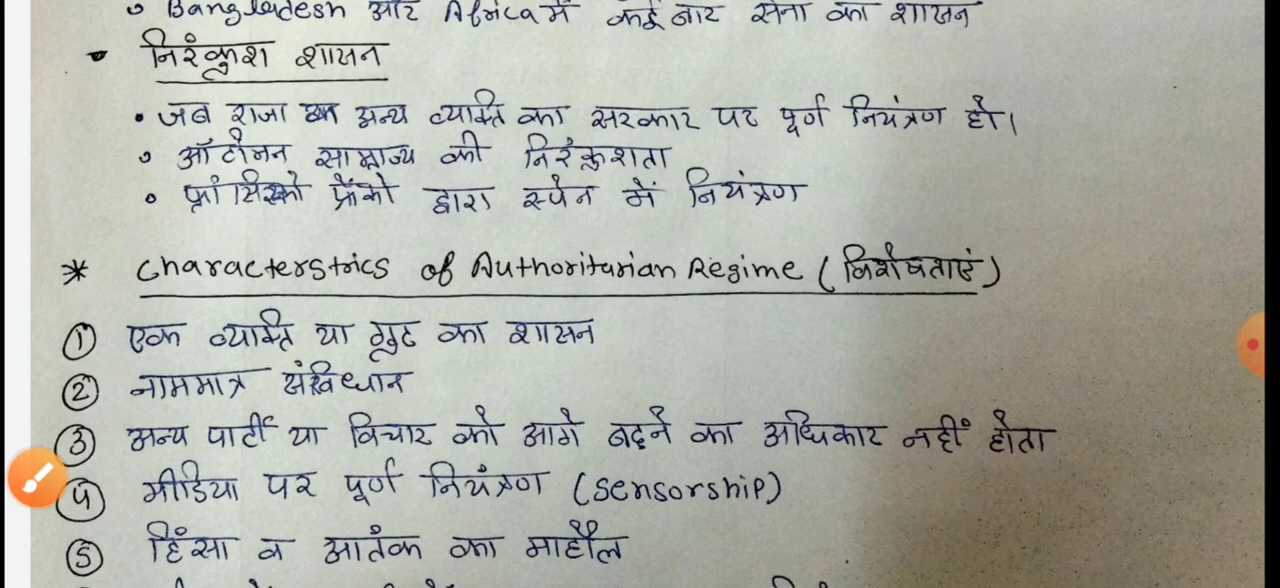 Bangladesh और Africa में कई बार सेना का शासन
निरंकुश शासन
• जब राजा अन्य व्यक्ति का सरकार पर पूर्ण नियंत्रण हो।
ऑटोमन साम्राज्य की निरंकुशता
फ्रांसिस्को फ्रैंको द्वारा स्पेन में नियंत्रण
* Characterstrics of Authoritarian Regime (विशेषताएं)
① एक व्यक्ति या गुट का शासन
② नाममात्र संविधान
③ अन्य पार्टी या विचार को आगे बढ़ने का अधिकार नहीं होता
④ मीडिया पर पूर्ण नियंत्रण (Sensorship)
⑤ हिंसा व आतंक का माहौल